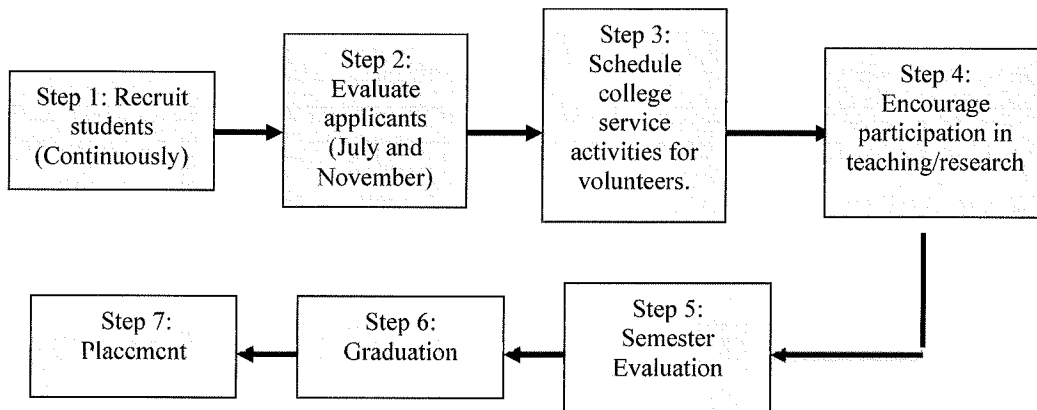 Step 1: Recruit
students
(Continuously)
Step 2:
Evaluate
applicants
(July and
November)
Step 3:
Schedule
college
service
activities for
volunteers.
Step 4:
Encourage
participation in
teaching/research
Step 5:
Semester
Evaluation
Step 6:
Graduation
Step 7:
Placement